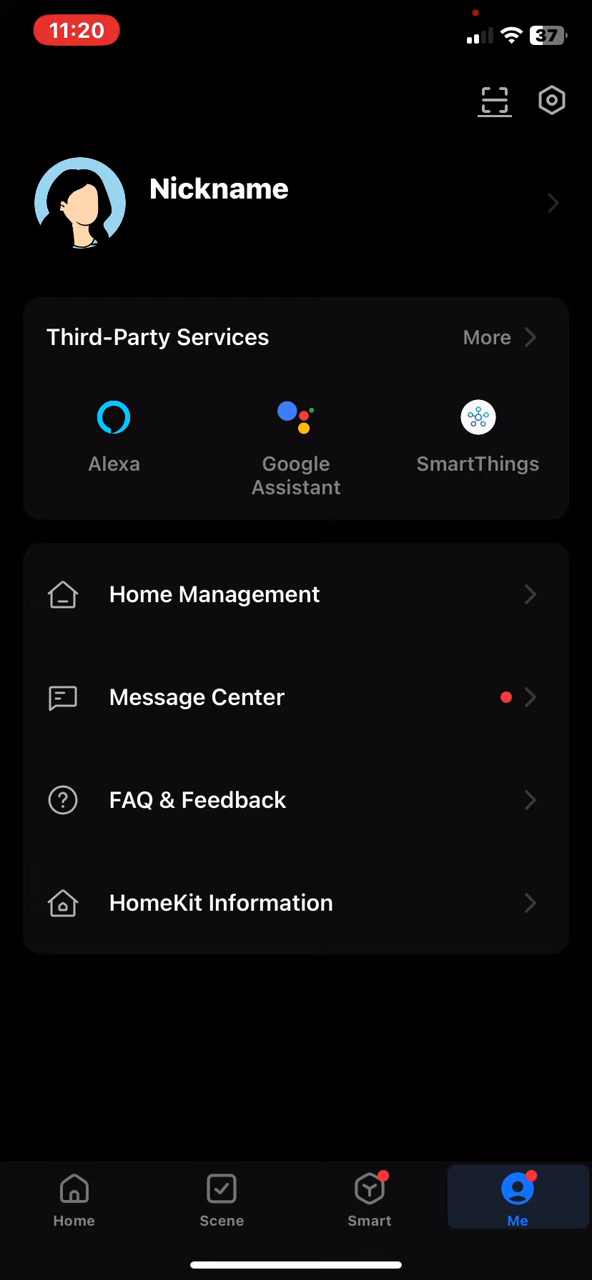 11:20
37
Nickname
Third-Party Services
More
Alexa
Google
Assistant
SmartThings
Home Management
Message Center
FAQ & Feedback
HomeKit Information
Home
Scene
Smart
Me